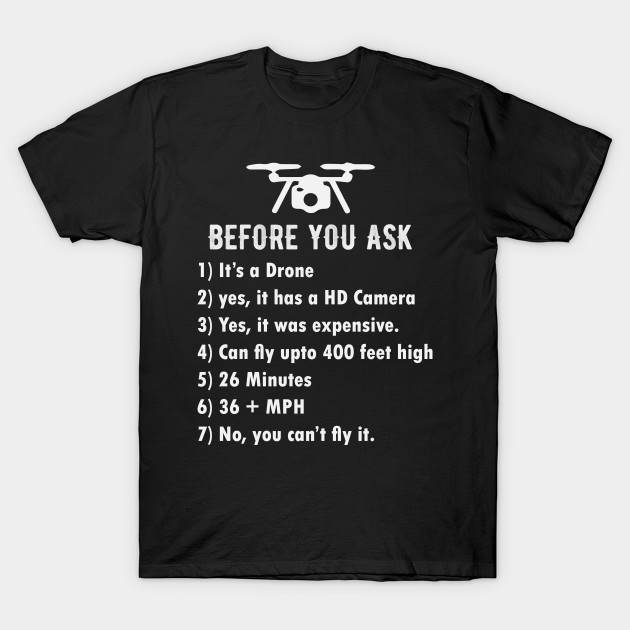 BEFORE YOU ASK
1) It's a Drone
2) yes, it has a HD Camera
3) Yes, it was expensive.
4) Can fly upto 400 feet high
5) 26 Minutes
6) 36 + MPH
7) No, you can't fly it.